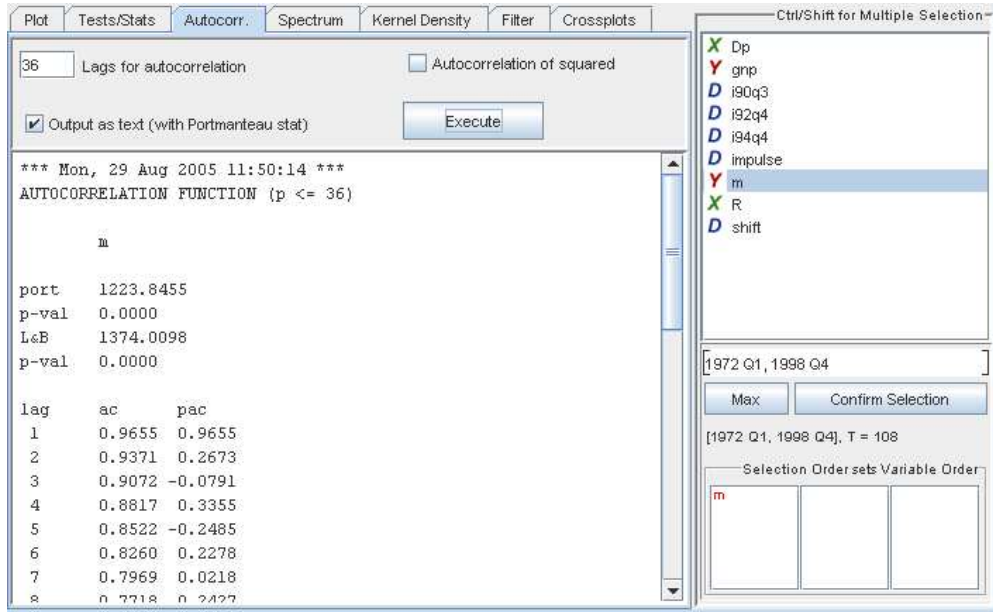 Plot Tests/Stats Autocorr. Spectrum Kernel Density Filter Crossplots
36 Lags for autocorrelation
Autocorrelation of squared
Output as text (with Portmanteau stat)
Execute
*** Mon, 29 Aug 2005 11:50:14 ***
AUTOCORRELATION FUNCTION (p <= 36)
m
port 1223.8455
p-val 0.0000
L&B 1374.0098
p-val 0.0000
lag ac pac
1 0.9655 0.9655
2 0.9371 0.2673
3 0.9072 -0.0791
4 0.8817 0.3355
5 0.8522 -0.2485
6 0.8260 0.2278
7 0.7969 0.0218
8 0.7718 0.2427
Ctrl/Shift for Multiple Selection
X Dp
Y gnp
D i90q3
D i92q4
D i94q4
D impulse
Y m
X R
D shift
[1972 Q1, 1998 Q4]
Max Confirm Selection
[1972 Q1, 1998 Q4], T = 108
Selection Order sets Variable Order
m